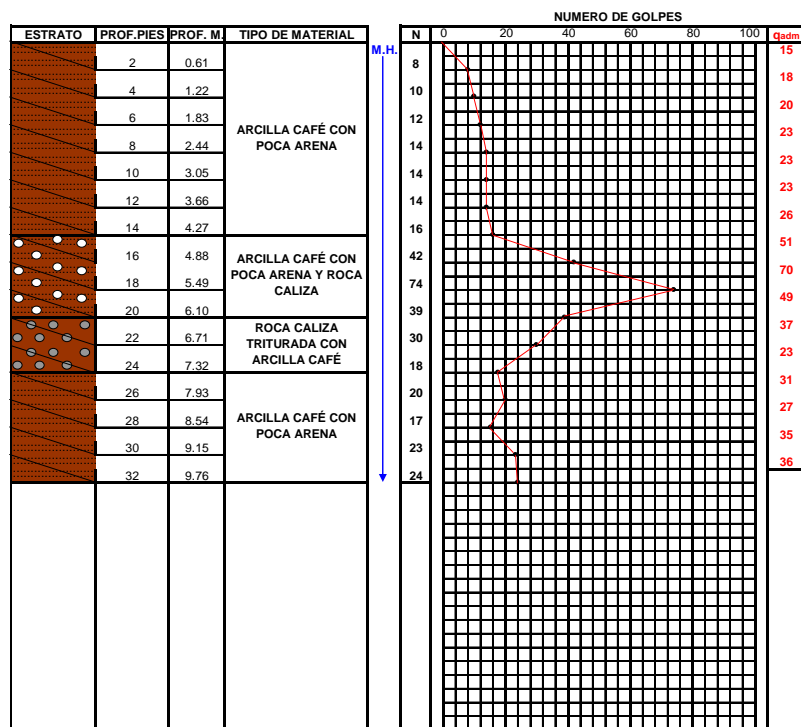 NUMERO DE GOLPES
ESTRATO PROF.PIES PROF. M. TIPO DE MATERIAL N 0 20 40 60 80 100 qadm
M.H. 15
2 0.61 8
18
4 1.22 10
20
6 1.83 12
ARCILLA CAFÉ CON POCA ARENA
23
8 2.44 14
23
10 3.05 14
23
12 3.66 14
26
14 4.27 16
51
16 4.88 42
ARCILLA CAFÉ CON POCA ARENA Y ROCA CALIZA
70
18 5.49 74
49
20 6.10 39
37
22 6.71 30
ROCA CALIZA TRITURADA CON ARCILLA CAFÉ
23
24 7.32 18
31
26 7.93 20
27
28 8.54 17
ARCILLA CAFÉ CON POCA ARENA
35
30 9.15 23
36
32 9.76 24